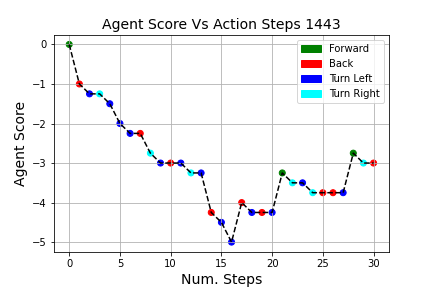 Agent Score Vs Action Steps 1443
Forward
Back
Turn Left
Turn Right
Agent Score
0
−1
−2
−3
−4
−5
0 5 10 15 20 25 30
Num. Steps